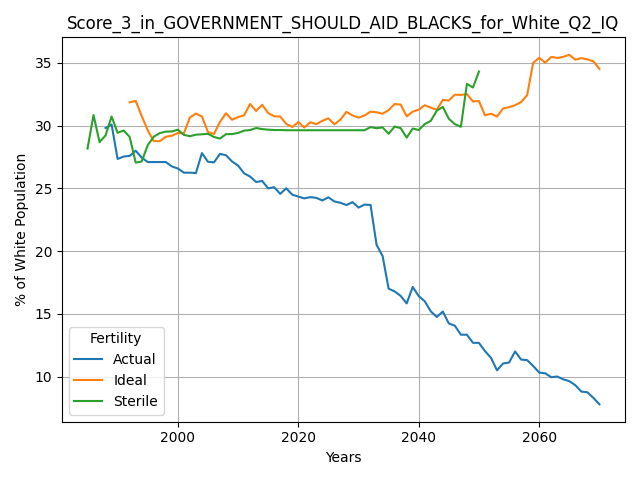 Score_3_in_GOVERNMENT_SHOULD_AID_BLACKS_for_White_Q2_IQ
% of White Population
35
30
25
20
15
10
Fertility
Actual
Ideal
Sterile
2000 2020 2040 2060
Years